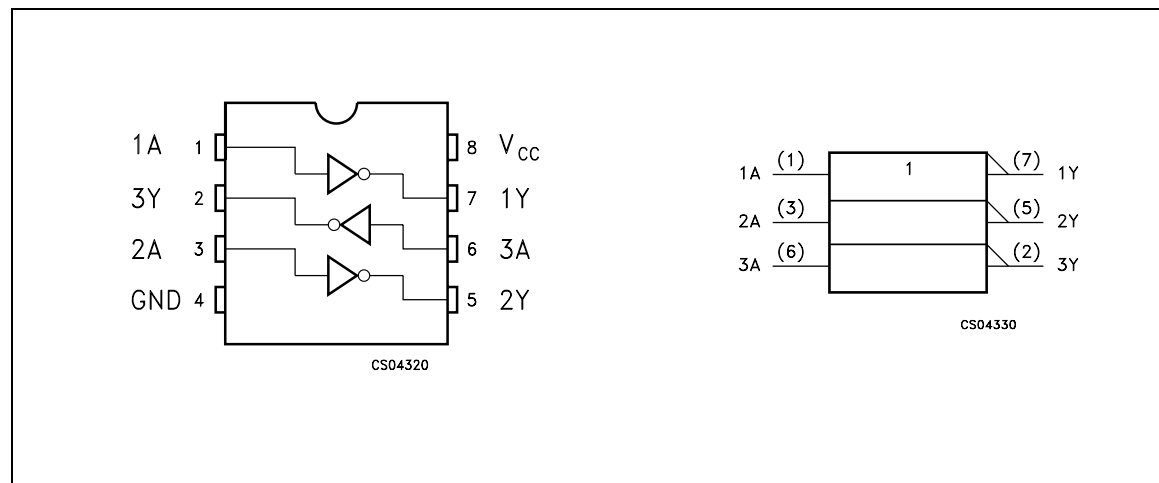 1A 1 8 VCC
3Y 2 7 1Y
2A 3 6 3A
GND 4 5 2Y
CS04320
1
1A (1) (7) 1Y
2A (3) (5) 2Y
3A (6) (2) 3Y
CS04330